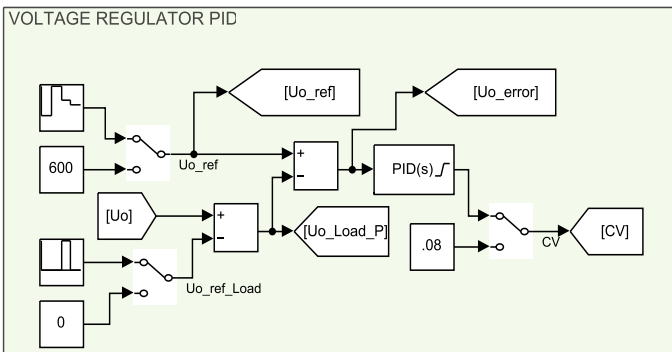 VOLTAGE REGULATOR PID
[Uo_ref]
[Uo_error]
600
Uo_ref
+
−
PID(s)
[Uo]
+
−
[Uo_Load_P]
.08
CV
[CV]
Uo_ref_Load
0